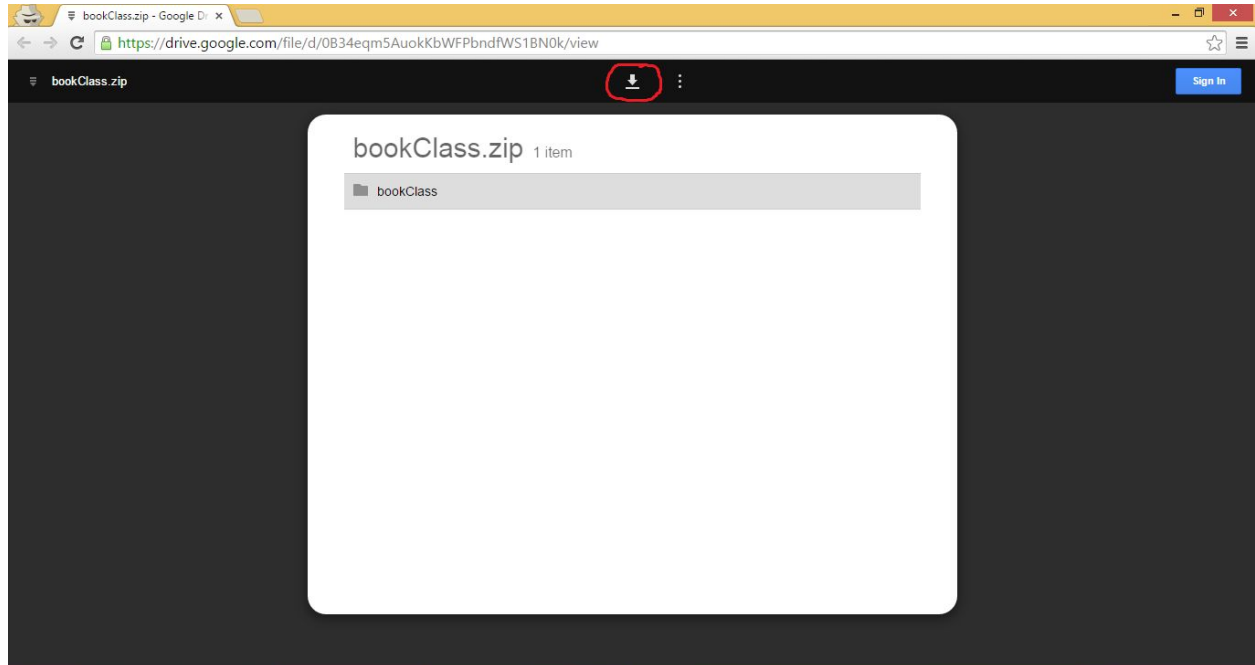 bookClass.zip - Google Dr
https://drive.google.com/file/d/0B34eqm5AuokKbWFPbndfWS1BN0k/view
bookClass.zip
Sign In
bookClass.zip 1 item
bookClass